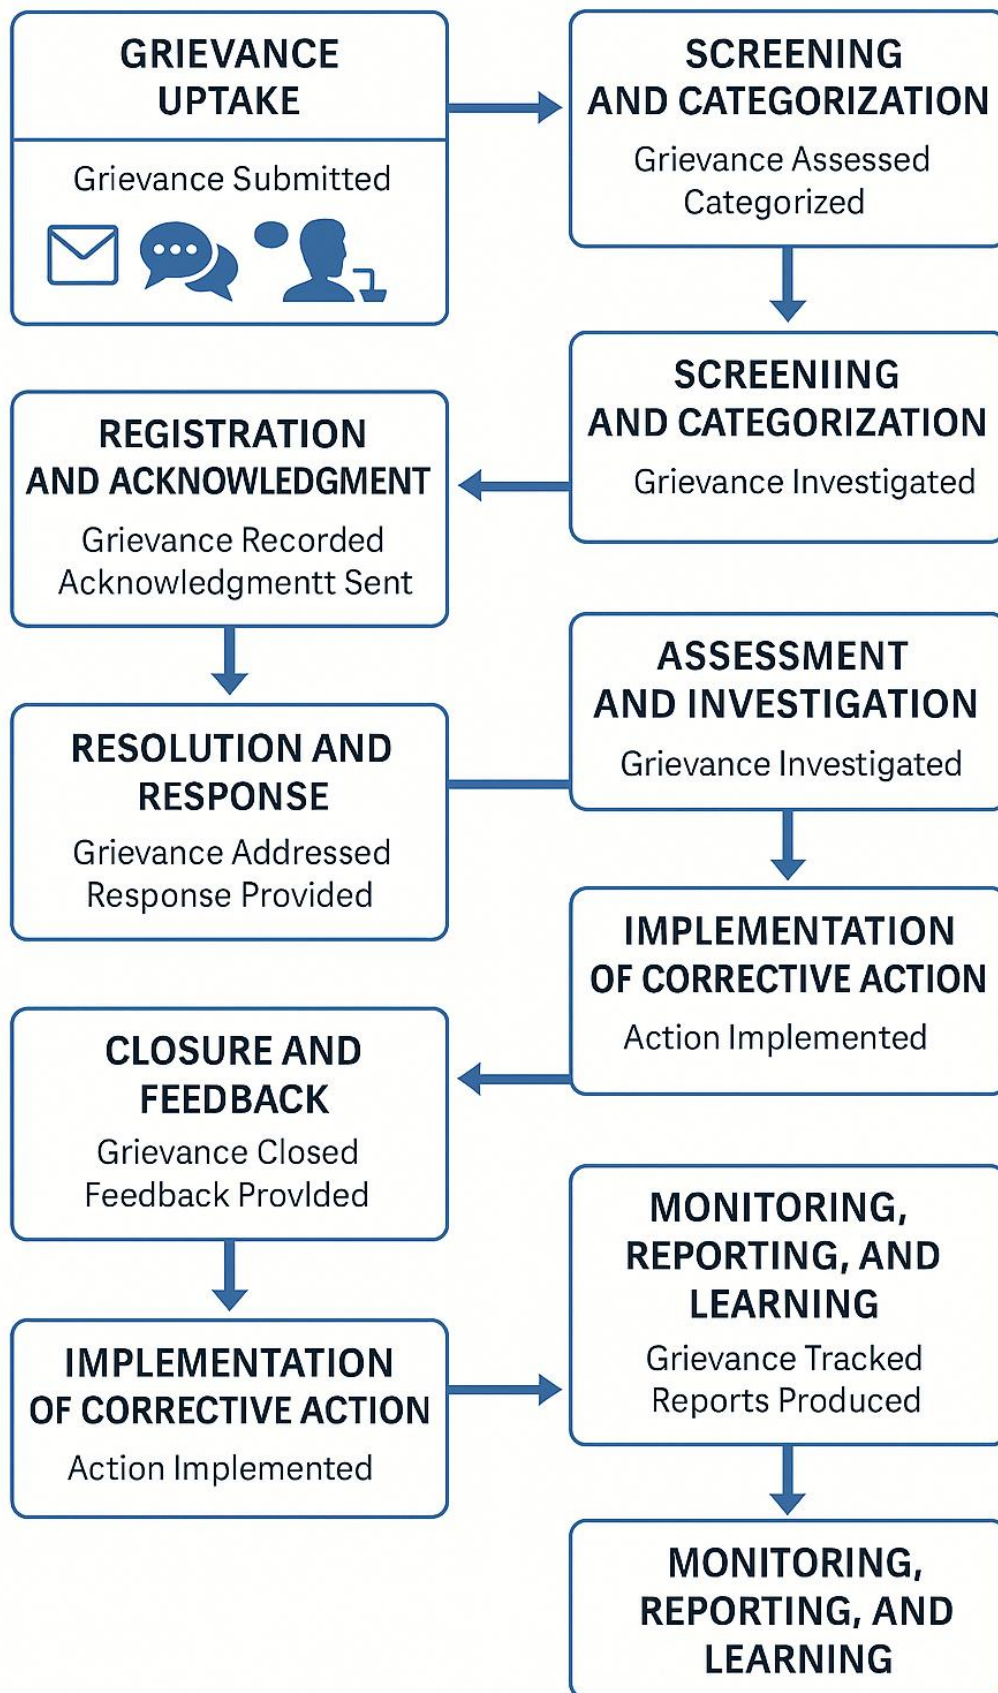 GRIEVANCE
UPTAKE
Grievance Submitted
SCREENING
AND CATEGORIZATION
Grievance Assessed
Categorized
SCREENIING
AND CATEGORIZATION
Grievance Investigated
REGISTRATION
AND ACKNOWLEDGMENT
Grievance Recorded
Acknowledgmentt Sent
RESOLUTION AND
RESPONSE
Grievance Addressed
Response Provided
ASSESSMENT
AND INVESTIGATION
Grievance Investigated
IMPLEMENTATION
OF CORRECTIVE ACTION
Action Implemented
CLOSURE AND
FEEDBACK
Grievance Closed
Feedback Provlded
IMPLEMENTATION
OF CORRECTIVE ACTION
Action Implemented
MONITORING,
REPORTING, AND
LEARNING
Grievance Tracked
Reports Produced
MONITORING,
REPORTING, AND
LEARNING